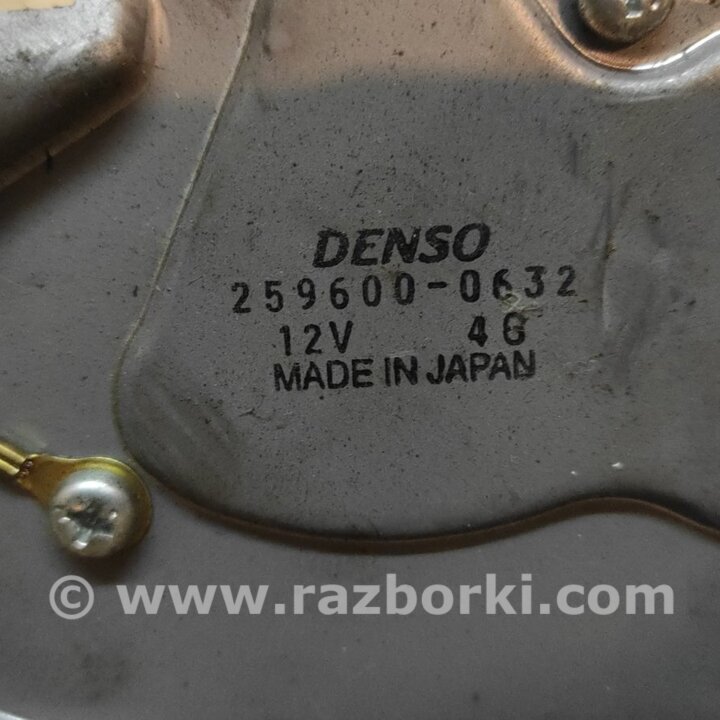 DENSO
259600-0632
12V 4G
MADE IN JAPAN
© www.razborki.com